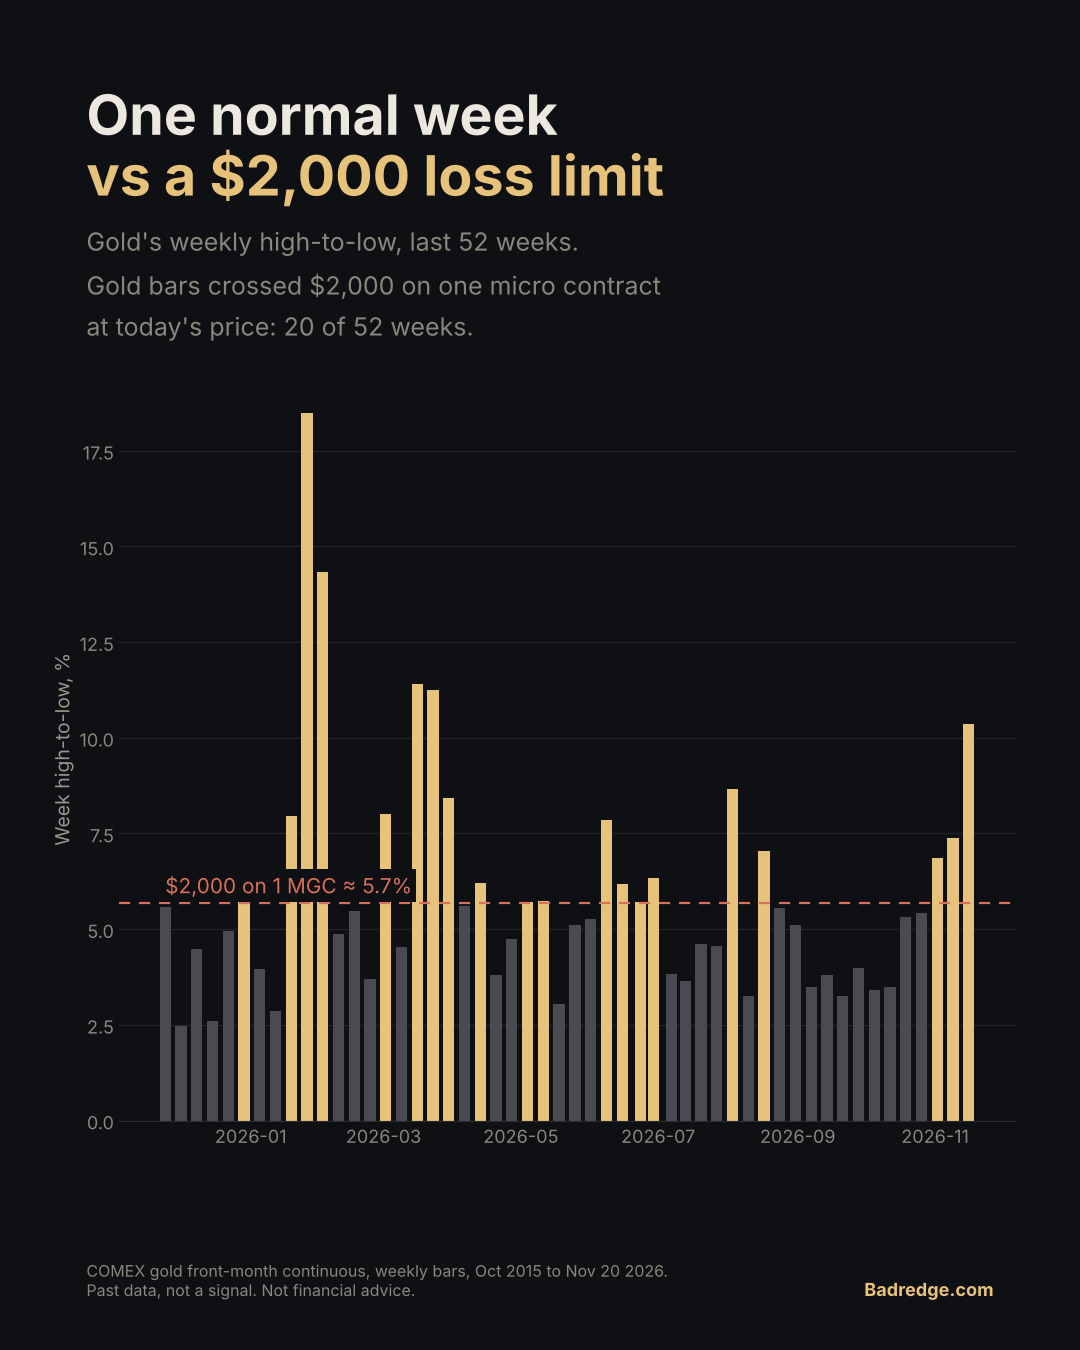 One normal week
vs a $2,000 loss limit
Gold's weekly high-to-low, last 52 weeks.
Gold bars crossed $2,000 on one micro contract
at today's price: 20 of 52 weeks.
17.5
15.0
12.5
10.0
7.5
5.0
2.5
0.0
Week high-to-low, %
$2,000 on 1 MGC ≈ 5.7%
2026-01
2026-03
2026-05
2026-07
2026-09
2026-11
COMEX gold front-month continuous, weekly bars, Oct 2015 to Nov 20 2026.
Past data, not a signal. Not financial advice.
Badredge.com